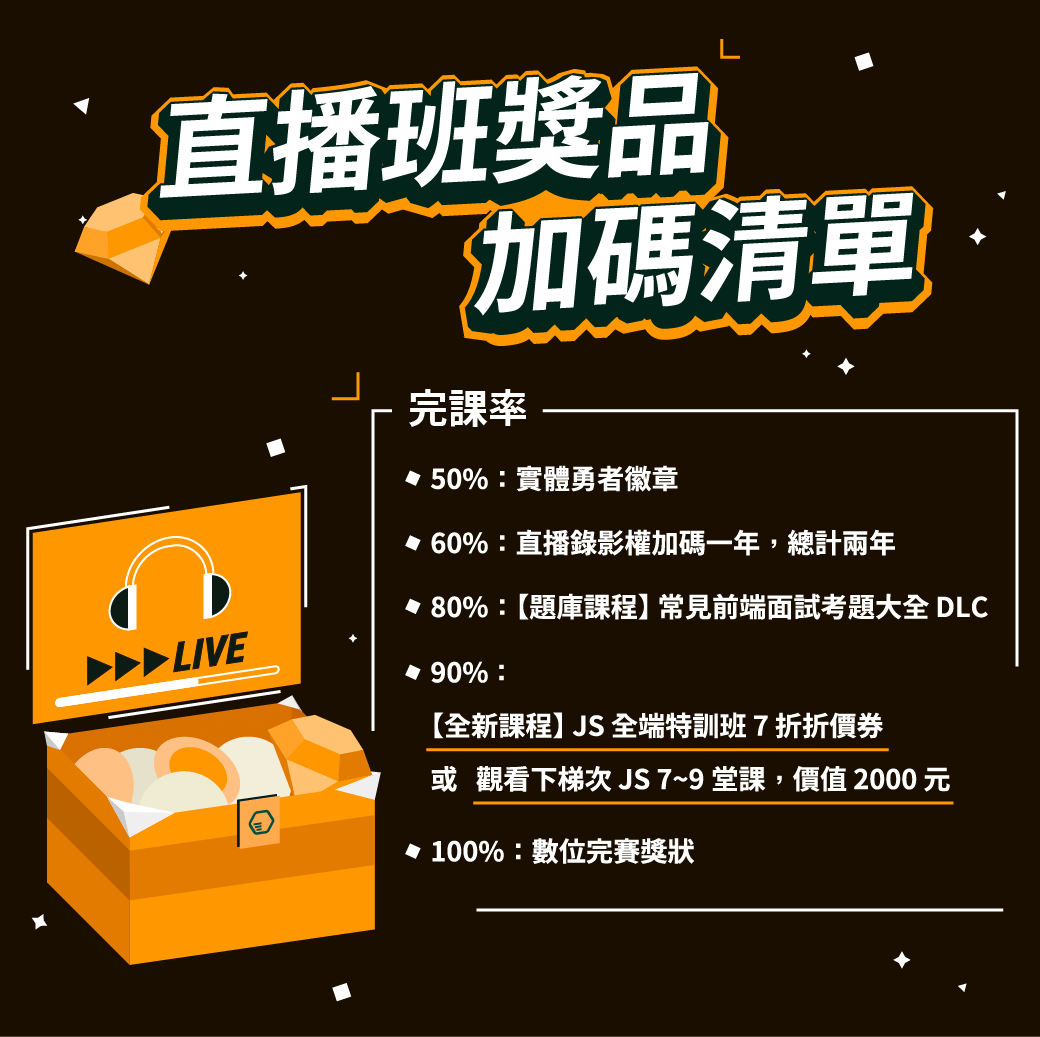 直播班獎品
加碼清單
完課率
50%：實體勇者徽章
60%：直播錄影權加碼一年，總計兩年
80%：【題庫課程】常見前端面試考題大全 DLC
90%：
【全新課程】JS 全端特訓班 7 折折價券
或 觀看下梯次 JS 7~9 堂課，價值 2000 元
100%：數位完賽獎狀
LIVE